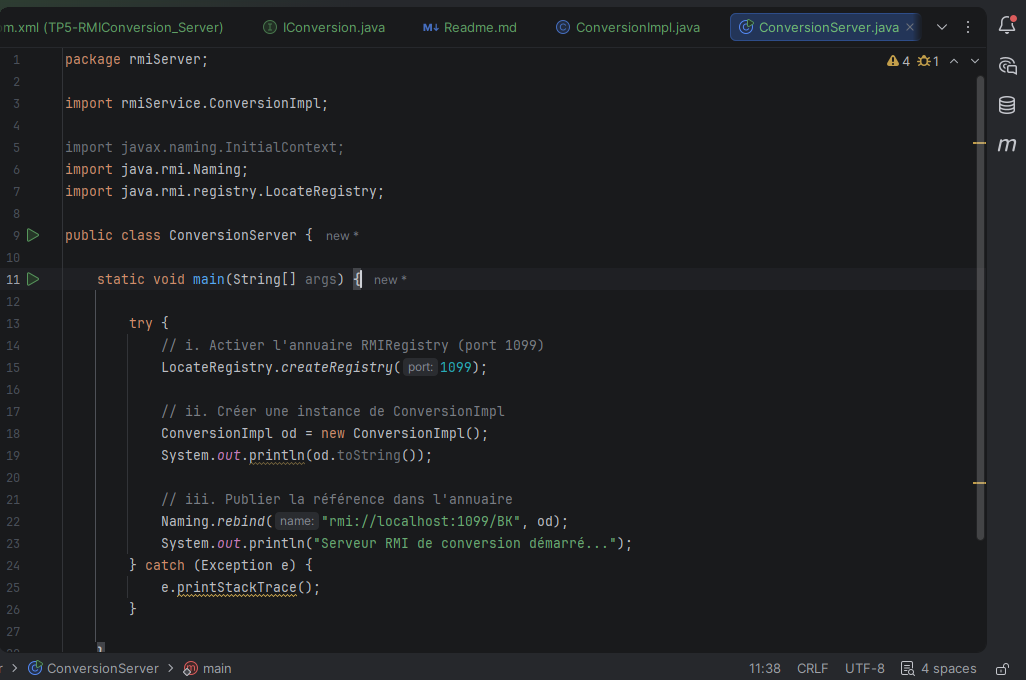 m.xml (TP5-RMIConversion_Server) IConversion.java M↓ Readme.md ConversionImpl.java ConversionServer.java
4 1
1 package rmiServer;
2
3 import rmiService.ConversionImpl;
4
5 import javax.naming.InitialContext;
6 import java.rmi.Naming;
7 import java.rmi.registry.LocateRegistry;
8
9 public class ConversionServer { new *
10
11 static void main(String[] args) { new *
12
13 try {
14 // i. Activer l'annuaire RMIRegistry (port 1099)
15 LocateRegistry.createRegistry( port: 1099);
16
17 // ii. Créer une instance de ConversionImpl
18 ConversionImpl od = new ConversionImpl();
19 System.out.println(od.toString());
20
21 // iii. Publier la référence dans l'annuaire
22 Naming.rebind( name: "rmi://localhost:1099/BK", od);
23 System.out.println("Serveur RMI de conversion démarré...");
24 } catch (Exception e) {
25 e.printStackTrace();
26 }
27
ConversionServer > main 11:38 CRLF UTF-8 4 spaces